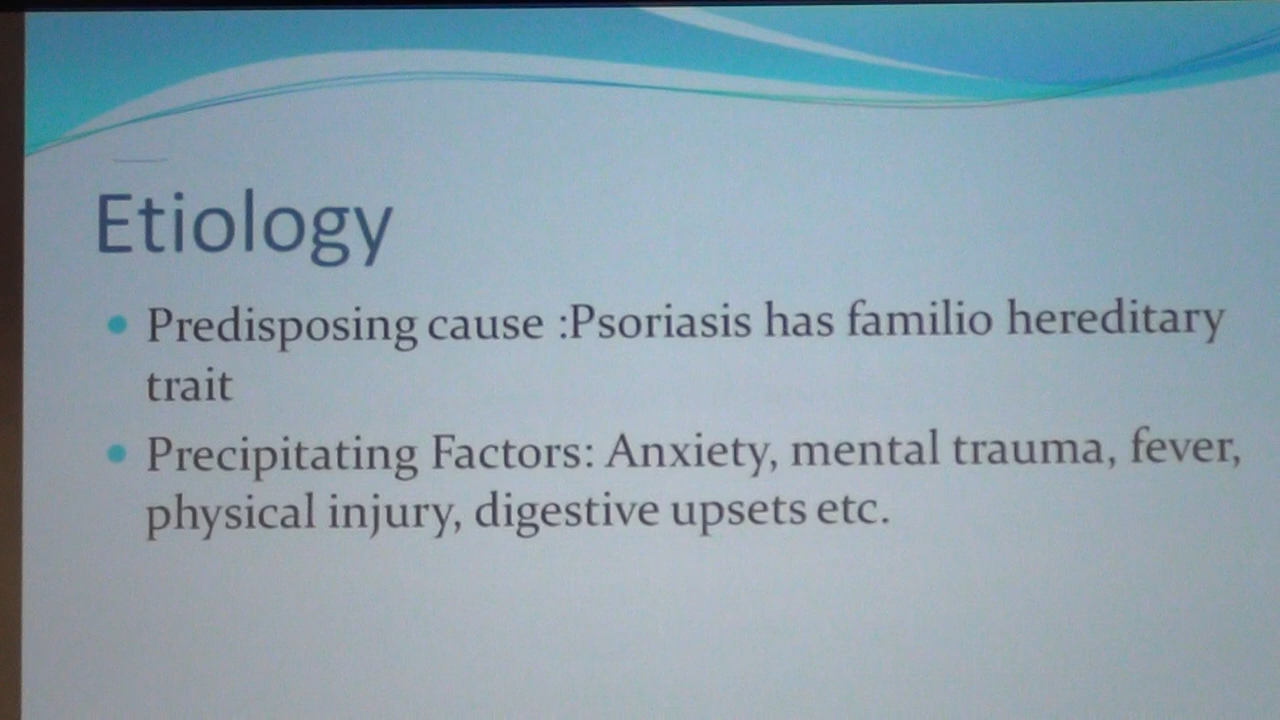 Etiology
Predisposing cause :Psoriasis has familio hereditary
trait
Precipitating Factors: Anxiety, mental trauma, fever,
physical injury, digestive upsets etc.